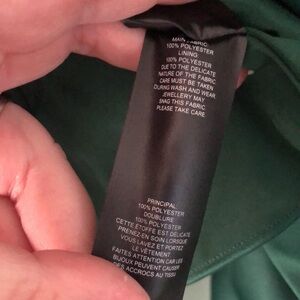 MAIN FABRIC:
100% POLYESTER
LINING:
100% POLYESTER
DUE TO THE DELICATE
NATURE OF THE FABRIC
CARE MUST BE TAKEN
DURING WASH AND WEAR
JEWELLERY MAY
SNAG THIS FABRIC
PLEASE TAKE CARE
PRINCIPAL
100% POLYESTER
DOUBLURE
100% POLYESTER
CETTE ETOFFE EST DELICATE
PRENEZ-EN SOIN LORSQUE
VOUS LAVEZ ET PORTEZ
LE VÊTEMENT
FAITES ATTENTION CAR LES
BIJOUX PEUVENT CAUSER
DES ACCROCS AU TISSU